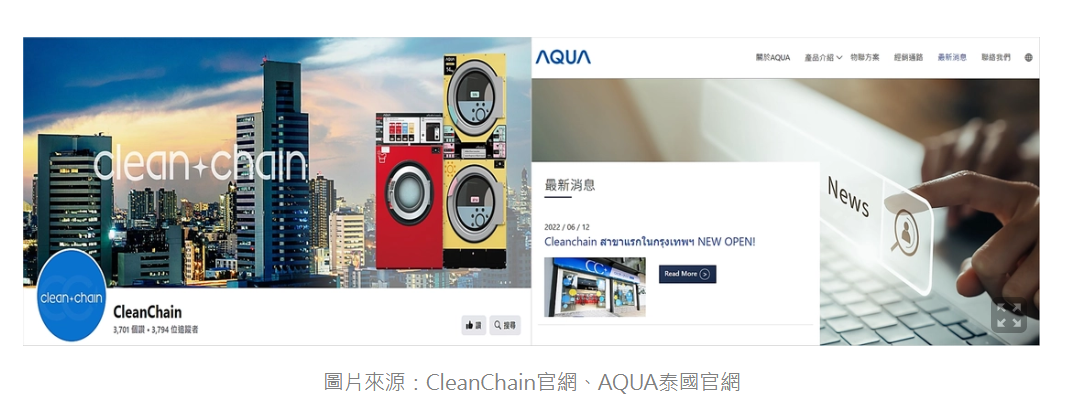 clean+chain
AQUA
關於AQUA 產品介紹 物聯方案 經銷通路 最新消息 聯絡我們
News
最新消息
2022 / 06 / 12
Cleanchain สาขาแรกในกรุงเทพฯ NEW OPEN!
Read More
clean+chain
CleanChain
3,701 個讚 • 3,794 位追蹤者
讚 搜尋
圖片來源：CleanChain官網、AQUA泰國官網